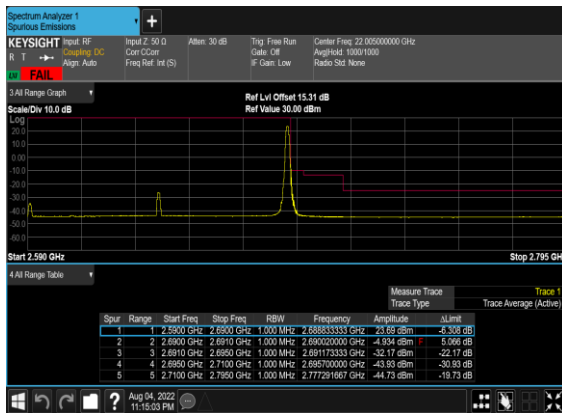 Spectrum Analyzer 1
Spurious Emissions
+
KEYSIGHT Input: RF Input Z: 50 Ω Atten: 30 dB Trig: Free Run Center Freq: 22.005000000 GHz
R T Coupling: DC Corr CCorr Gate: Off Avg|Hold: 1000/1000
Align: Auto Freq Ref: Int (S) IF Gain: Low Radio Std: None
FAIL
3 All Range Graph
Ref Lvl Offset 15.31 dB
Scale/Div 10.0 dB Ref Value 30.00 dBm
Log
20.0
10.0
0.00
-10.0
-20.0
-30.0
-40.0
-50.0
-60.0
Start 2.590 GHz Stop 2.795 GH
4 All Range Table
Measure Trace Trace 1
Trace Type Trace Average (Active)
Spur Range Start Freq Stop Freq RBW Frequency Amplitude ΔLimit
1 1 2.5900 GHz 2.6900 GHz 1.000 MHz 2.688833333 GHz 23.69 dBm -6.308 dB
2 2 2.6900 GHz 2.6910 GHz 1.000 MHz 2.690020000 GHz -4.934 dBm F 5.066 dB
3 3 2.6910 GHz 2.6950 GHz 1.000 MHz 2.691173333 GHz -32.17 dBm -22.17 dB
4 4 2.6950 GHz 2.7100 GHz 1.000 MHz 2.695700000 GHz -43.93 dBm -30.93 dB
5 5 2.7100 GHz 2.7950 GHz 1.000 MHz 2.777291667 GHz -44.73 dBm -19.73 dB
? Aug 04, 2022
11:15:03 PM